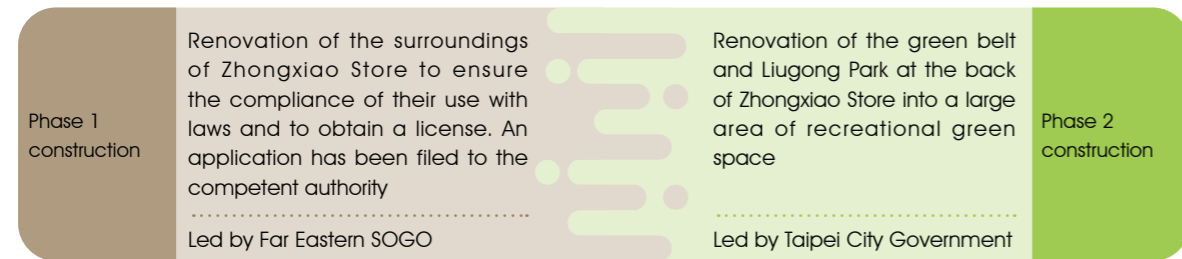 Phase 1
construction
Renovation of the surroundings
of Zhongxiao Store to ensure
the compliance of their use with
laws and to obtain a license. An
application has been filed to the
competent authority
Led by Far Eastern SOGO
Renovation of the green belt
and Liugong Park at the back
of Zhongxiao Store into a large
area of recreational green
space
Led by Taipei City Government
Phase 2
construction